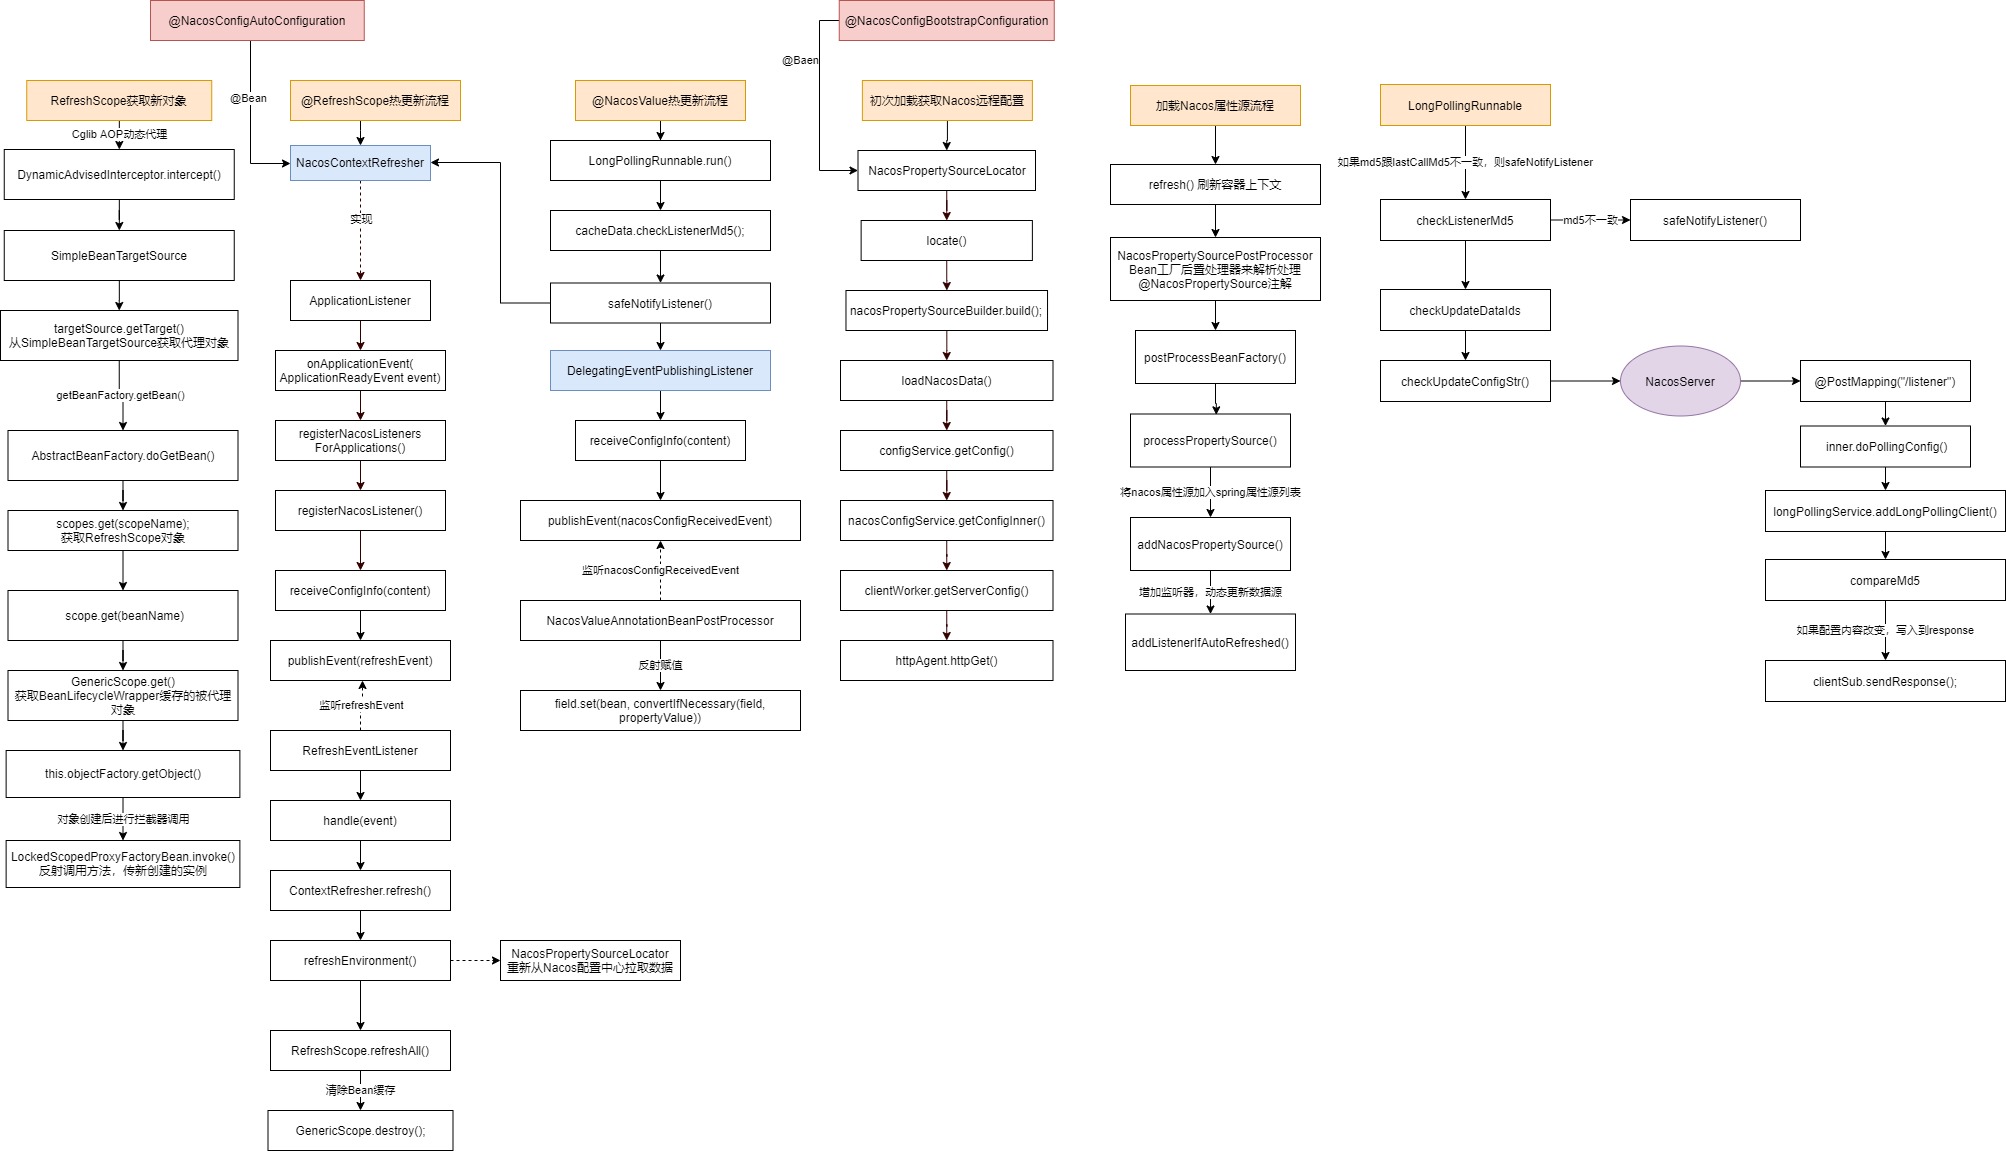 @NacosConfigAutoConfiguration
@Bean
RefreshScope获取新对象
Cglib AOP动态代理
DynamicAdvisedInterceptor.intercept()
SimpleBeanTargetSource
targetSource.getTarget()
从SimpleBeanTargetSource获取代理对象
getBeanFactory.getBean()
AbstractBeanFactory.doGetBean()
scopes.get(scopeName);
获取RefreshScope对象
scope.get(beanName)
GenericScope.get()
获取BeanLifecycleWrapper缓存的被代理
对象
this.objectFactory.getObject()
对象创建后进行拦截器调用
LockedScopedProxyFactoryBean.invoke()
反射调用方法，传新创建的实例
@RefreshScope热更新流程
NacosContextRefresher
实现
ApplicationListener
onApplicationEvent(
ApplicationReadyEvent event)
registerNacosListeners
ForApplications()
registerNacosListener()
receiveConfigInfo(content)
publishEvent(refreshEvent)
监听refreshEvent
RefreshEventListener
handle(event)
ContextRefresher.refresh()
refreshEnvironment()
NacosPropertySourceLocator
重新从Nacos配置中心拉取数据
RefreshScope.refreshAll()
清除Bean缓存
GenericScope.destroy();
@NacosValue热更新流程
LongPollingRunnable.run()
cacheData.checkListenerMd5();
safeNotifyListener()
DelegatingEventPublishingListener
receiveConfigInfo(content)
publishEvent(nacosConfigReceivedEvent)
监听nacosConfigReceivedEvent
NacosValueAnnotationBeanPostProcessor
反射赋值
field.set(bean, convertIfNecessary(field,
propertyValue))
@NacosConfigBootstrapConfiguration
@Baen
初次加载获取Nacos远程配置
NacosPropertySourceLocator
locate()
nacosPropertySourceBuilder.build();
loadNacosData()
configService.getConfig()
nacosConfigService.getConfigInner()
clientWorker.getServerConfig()
httpAgent.httpGet()
加载Nacos属性源流程
refresh() 刷新容器上下文
NacosPropertySourcePostProcessor
Bean工厂后置处理器来解析处理
@NacosPropertySource注解
postProcessBeanFactory()
processPropertySource()
将nacos属性源加入spring属性源列表
addNacosPropertySource()
增加监听器，动态更新数据源
addListenerIfAutoRefreshed()
LongPollingRunnable
如果md5跟lastCallMd5不一致，则safeNotifyListener
checkListenerMd5
md5不一致
safeNotifyListener()
checkUpdateDataIds
checkUpdateConfigStr()
NacosServer
@PostMapping("/listener")
inner.doPollingConfig()
longPollingService.addLongPollingClient()
compareMd5
如果配置内容改变，写入到response
clientSub.sendResponse();